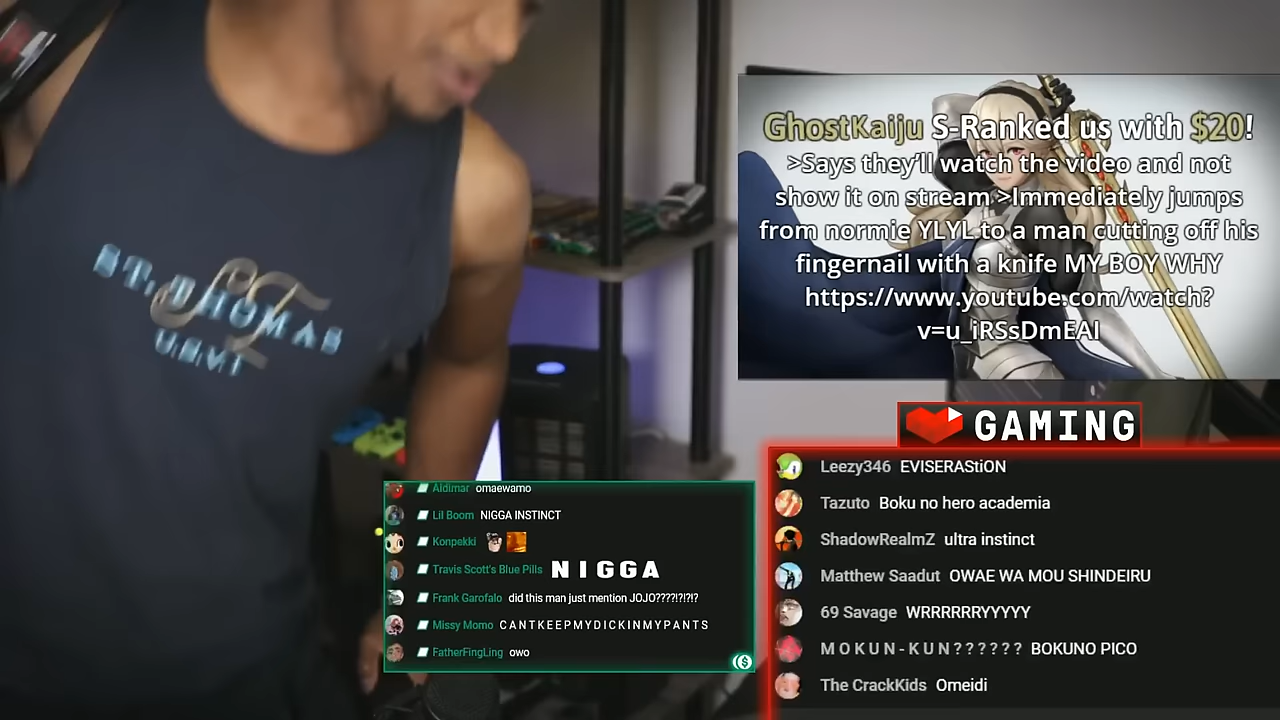 ST. THOMAS
U.S.V.I
GhostKaiju S-Ranked us with $20!
>Says they'll watch the video and not
show it on stream >Immediately jumps
from normie YLYL to a man cutting off his
fingernail with a knife MY BOY WHY
https://www.youtube.com/watch?
v=u_iRSsDmEAI
GAMING
Aldimar omaewamo
Lil Boom NIGGA INSTINCT
Konpekki
Travis Scott's Blue Pills N I G G A
Frank Garofalo did this man just mention JOJO????!?!?!?
Missy Momo C A N T K E E P M Y D I C K I N M Y P A N T S
FatherFingLing owo
Leezy346 EVISERAStiON
Tazuto Boku no hero academia
ShadowRealmZ ultra instinct
Matthew Saadut OWAE WA MOU SHINDEIRU
69 Savage WRRRRRRYYYYY
M O K U N - K U N ? ? ? ? ? ? BOKUNO PICO
The CrackKids Omeidi